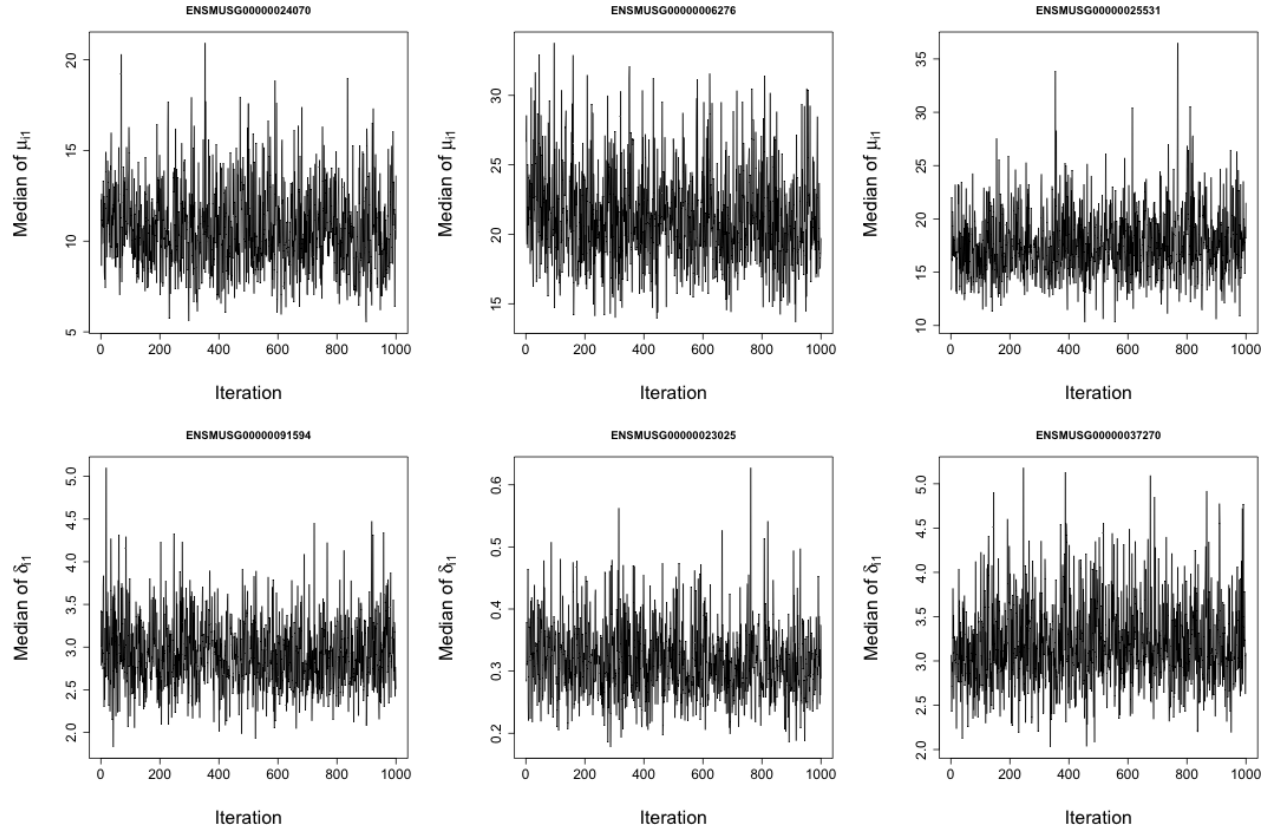 ENSMUSG00000024070
ENSMUSG00000006276
ENSMUSG00000025531
Median of μi1
20
15
10
5
0 200 400 600 800 1000
Iteration
Median of μi1
30
25
20
15
0 200 400 600 800 1000
Iteration
Median of μi1
35
30
25
20
15
10
0 200 400 600 800 1000
Iteration
ENSMUSG00000091594
ENSMUSG00000023025
ENSMUSG00000037270
Median of δi1
5.0
4.5
4.0
3.5
3.0
2.5
2.0
0 200 400 600 800 1000
Iteration
Median of δi1
0.6
0.5
0.4
0.3
0.2
0 200 400 600 800 1000
Iteration
Median of δi1
5.0
4.5
4.0
3.5
3.0
2.5
2.0
0 200 400 600 800 1000
Iteration